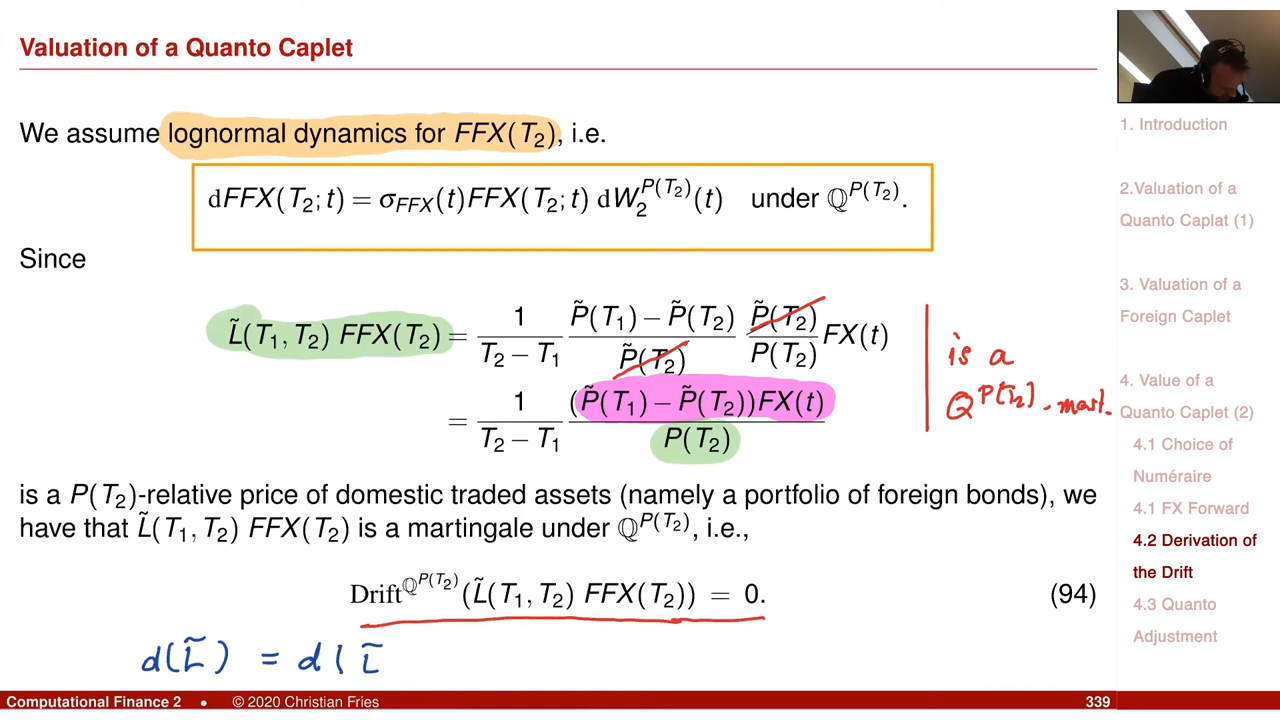 Valuation of a Quanto Caplet
We assume lognormal dynamics for FFX(T₂), i.e.
dFFX(T₂; t) = σ_FFX(t)FFX(T₂; t) dW₂^P(T₂)(t) under ℚ^P(T₂).
Since
L̃(T₁, T₂) FFX(T₂) = 1/(T₂ − T₁) (P̃(T₁) − P̃(T₂))/P̃(T₂) P̃(T₂)/P(T₂) FX(t)
= 1/(T₂ − T₁) ((P̃(T₁) − P̃(T₂))FX(t))/P(T₂)
is a
Q^P(T₂) - mart.
is a P(T₂)-relative price of domestic traded assets (namely a portfolio of foreign bonds), we
have that L̃(T₁, T₂) FFX(T₂) is a martingale under ℚ^P(T₂), i.e.,
Drift^ℚ^P(T₂)(L̃(T₁, T₂) FFX(T₂)) = 0. (94)
d(L̃) = d(L̃
Computational Finance 2 • © 2020 Christian Fries 339
1. Introduction
2.Valuation of a
Quanto Caplat (1)
3. Valuation of a
Foreign Caplet
4. Value of a
Quanto Caplet (2)
4.1 Choice of
Numéraire
4.1 FX Forward
4.2 Derivation of
the Drift
4.3 Quanto
Adjustment